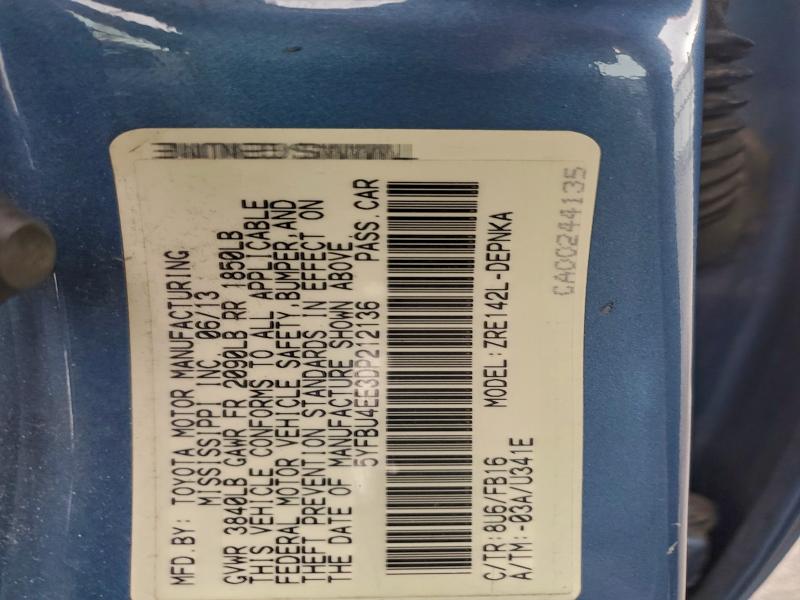 MFD.BY: TOYOTA MOTOR MANUFACTURING
MISSISSIPPI INC. 06/13
GVWR 3840LB GAWR FR 2090LB RR 1850LB
THIS VEHICLE CONFORMS TO ALL APPLICABLE
FEDERAL MOTOR VEHICLE SAFETY, BUMPER AND
THEFT PREVENTION STANDARDS IN EFFECT ON
THE DATE OF MANUFACTURE SHOWN ABOVE.
5YFBU4EE3DP212136 PASS.CAR
C/TR:8U6/FB16 MODEL:ZRE142L-DEPNKA
A/TM:-03A/U341E
CA00244135